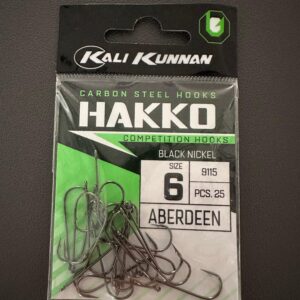 KALI KUNNAN
CARBON STEEL HOOKS
HAKKO
COMPETITION HOOKS
BLACK NICKEL
SIZE
6
9115
PCS. 25
ABERDEEN